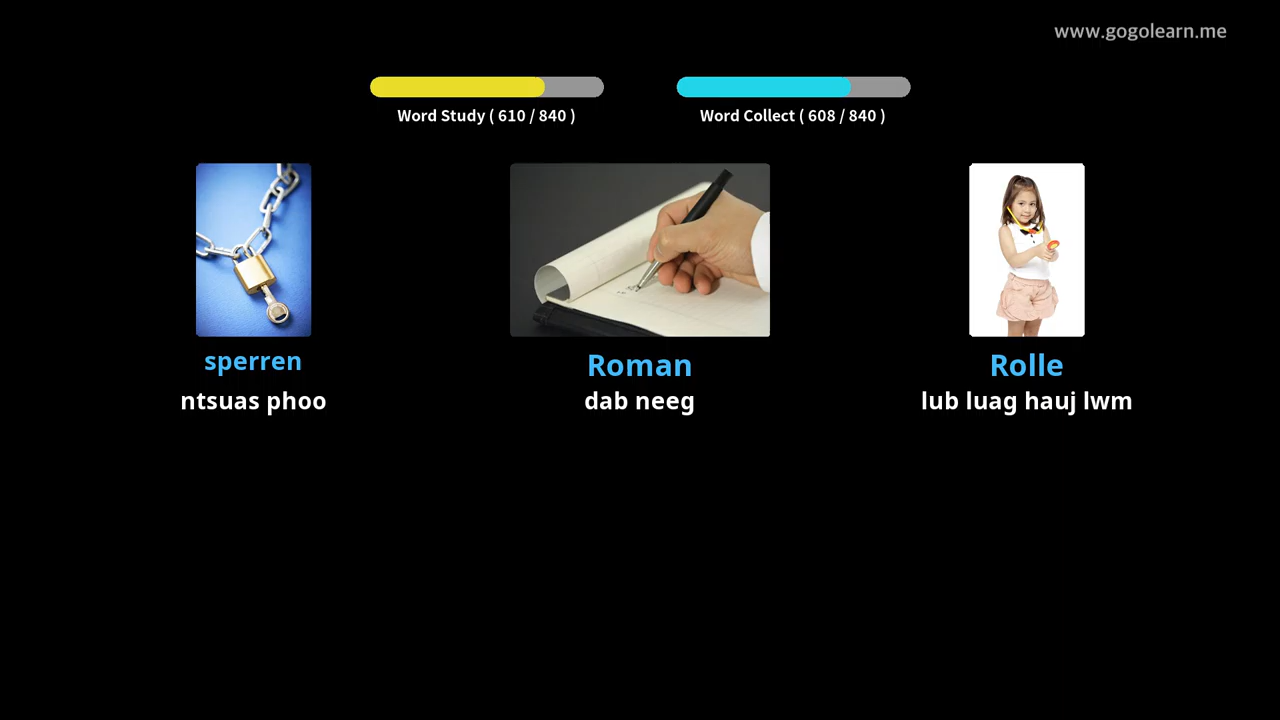 www.gogolearn.me
Word Study ( 610 / 840 )
Word Collect ( 608 / 840 )
sperren
Roman
Rolle
ntsuas phoo
dab neeg
lub luag hauj lwm